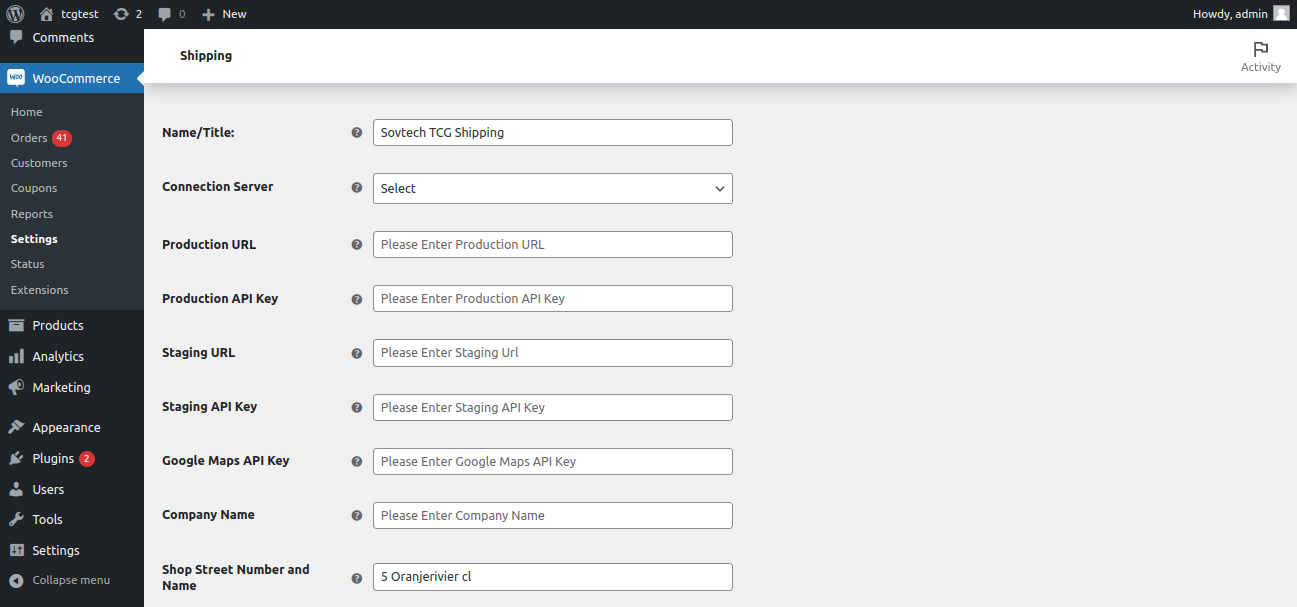 tcgtest 2 0 New Howdy, admin
Comments
WooCommerce
Home
Orders 41
Customers
Coupons
Reports
Settings
Status
Extensions
Products
Analytics
Marketing
Appearance
Plugins 2
Users
Tools
Settings
Collapse menu
Shipping
Activity
Name/Title: Sovtech TCG Shipping
Connection Server Select
Production URL Please Enter Production URL
Production API Key Please Enter Production API Key
Staging URL Please Enter Staging Url
Staging API Key Please Enter Staging API Key
Google Maps API Key Please Enter Google Maps API Key
Company Name Please Enter Company Name
Shop Street Number and
Name
5 Oranjerivier cl